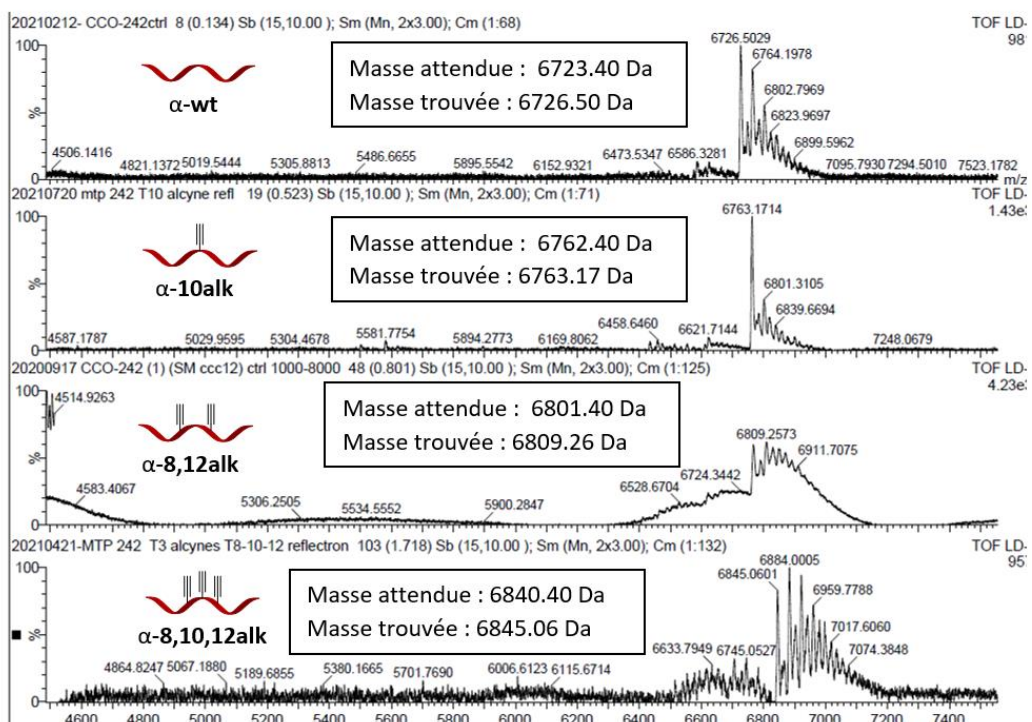 20210212- CCO-242ctrl 8 (0.134) Sb (15,10.00 ); Sm (Mn, 2x3.00); Cm (1:68)
TOF LD-
981
100
%
0
α-wt
Masse attendue : 6723.40 Da
Masse trouvée : 6726.50 Da
6726.5029
6764.1978
6802.7969
6823.9697
6899.5962
4506.1416
4821.1372
5019.5444
5305.8813
5486.6655
5895.5542
6152.9321
6473.5347
6586.3281
7095.7930
7294.5010
7523.1782
m/z
20210720 mtp 242 T10 alcyne refl 19 (0.523) Sb (15,10.00 ); Sm (Mn, 2x3.00); Cm (1:71)
TOF LD-
1.43e3
100
%
0
α-10alk
Masse attendue : 6762.40 Da
Masse trouvée : 6763.17 Da
6763.1714
6801.3105
6839.6694
4587.1787
5029.9595
5304.4678
5581.7754
5894.2773
6169.8062
6458.6460
6621.7144
7248.0679
20200917 CCO-242 (1) (SM ccc12) ctrl 1000-8000 48 (0.801) Sb (15,10.00 ); Sm (Mn, 2x3.00); Cm (1:125)
TOF LD-
4.23e3
100
%
0
α-8,12alk
Masse attendue : 6801.40 Da
Masse trouvée : 6809.26 Da
4514.9263
4583.4067
5306.2505
5534.5552
5900.2847
6528.6704
6724.3442
6809.2573
6911.7075
20210421-MTP 242 T3 alcynes T8-10-12 reflectron 103 (1.718) Sb (15,10.00 ); Sm (Mn, 2x3.00); Cm (1:132)
TOF LD-
957
100
%
0
α-8,10,12alk
Masse attendue : 6840.40 Da
Masse trouvée : 6845.06 Da
6884.0005
6845.0601
6959.7788
7017.6060
7074.3848
4864.8247
5067.1880
5189.6855
5380.1665
5701.7690
6006.6123
6115.6714
6633.7949
6745.0527
4600 4800 5000 5200 5400 5600 5800 6000 6200 6400 6600 6800 7000 7200 7400